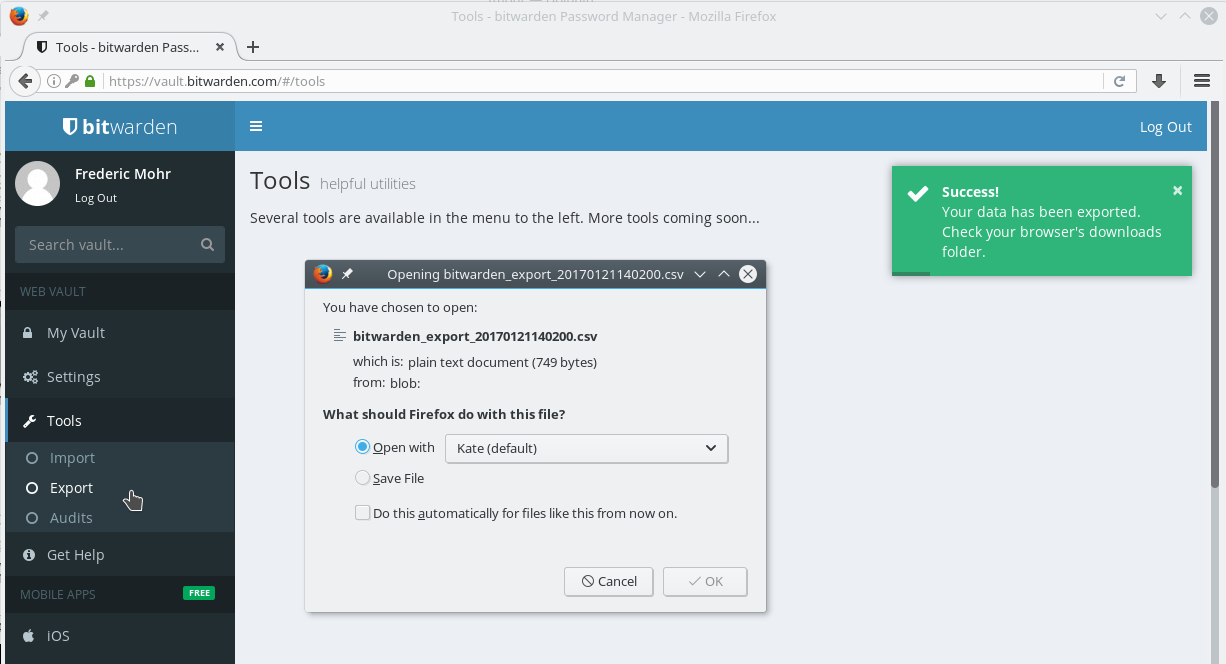 Tools - bitwarden Password Manager - Mozilla Firefox
Tools - bitwarden Pass...
https://vault.bitwarden.com/#/tools
bitwarden
Log Out
Frederic Mohr
Log Out
Search vault...
WEB VAULT
My Vault
Settings
Tools
Import
Export
Audits
Get Help
MOBILE APPS FREE
iOS
Tools helpful utilities
Several tools are available in the menu to the left. More tools coming soon...
Success!
Your data has been exported.
Check your browser's downloads
folder.
Opening bitwarden_export_20170121140200.csv
You have chosen to open:
bitwarden_export_20170121140200.csv
which is: plain text document (749 bytes)
from: blob:
What should Firefox do with this file?
Open with Kate (default)
Save File
Do this automatically for files like this from now on.
Cancel OK